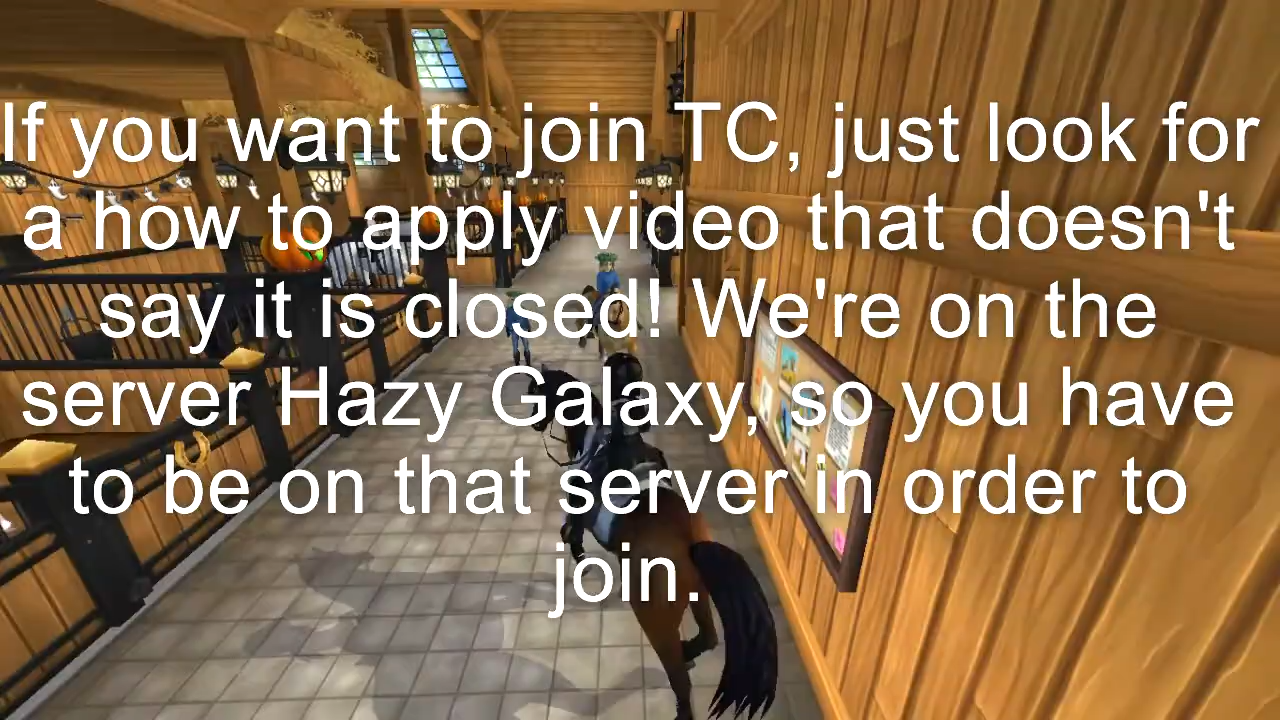 If you want to join TC, just look for
a how to apply video that doesn't
say it is closed! We're on the
server Hazy Galaxy, so you have
to be on that server in order to
join.